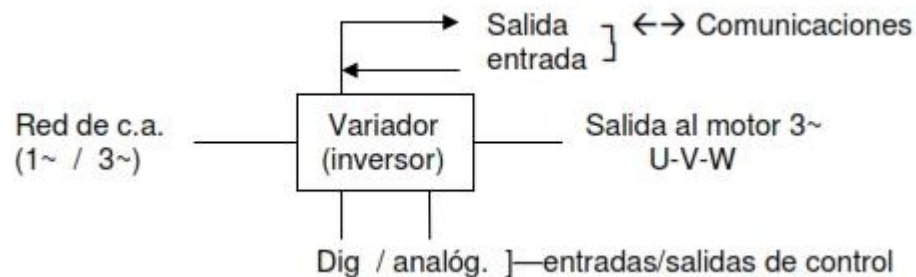 Salida ←→ Comunicaciones
entrada
Red de c.a.
(1~ / 3~)
Variador
(inversor)
Salida al motor 3~
U-V-W
Dig / analóg. ]—entradas/salidas de control